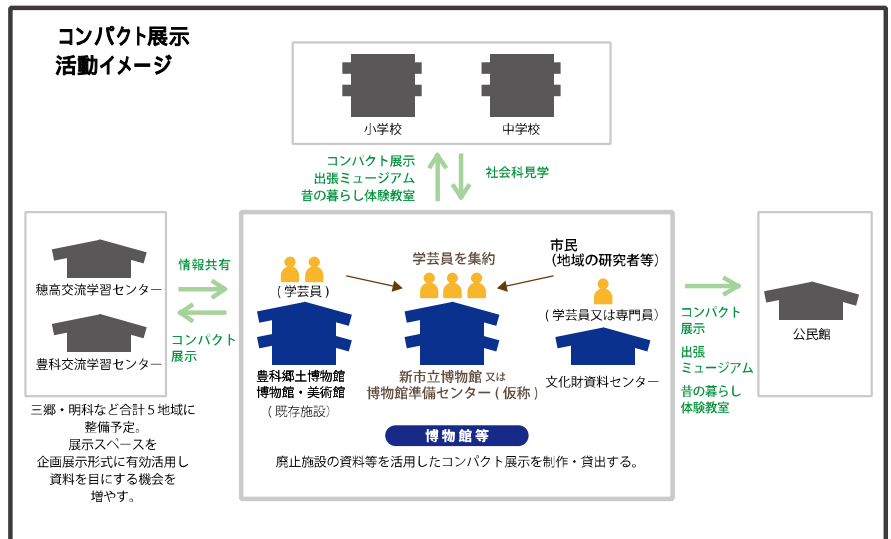 コンパクト展示
活動イメージ
小学校
中学校
コンパクト展示
出張ミュージアム
昔の暮らし体験教室
社会科見学
穂高交流学習センター
豊科交流学習センター
情報共有
コンパクト
展示
三郷・明科など合計５地域に
整備予定。
展示スペースを
企画展示形式に有効活用し
資料を目にする機会を
増やす。
(学芸員)
豊科郷土博物館
博物館・美術館
(既存施設)
学芸員を集約
新市立博物館又は
博物館準備センター(仮称)
市民
(地域の研究者等)
(学芸員又は専門員)
文化財資料センター
博物館等
廃止施設の資料等を活用したコンパクト展示を制作・貸出する。
コンパクト
展示
出張
ミュージアム
昔の暮らし
体験教室
公民館